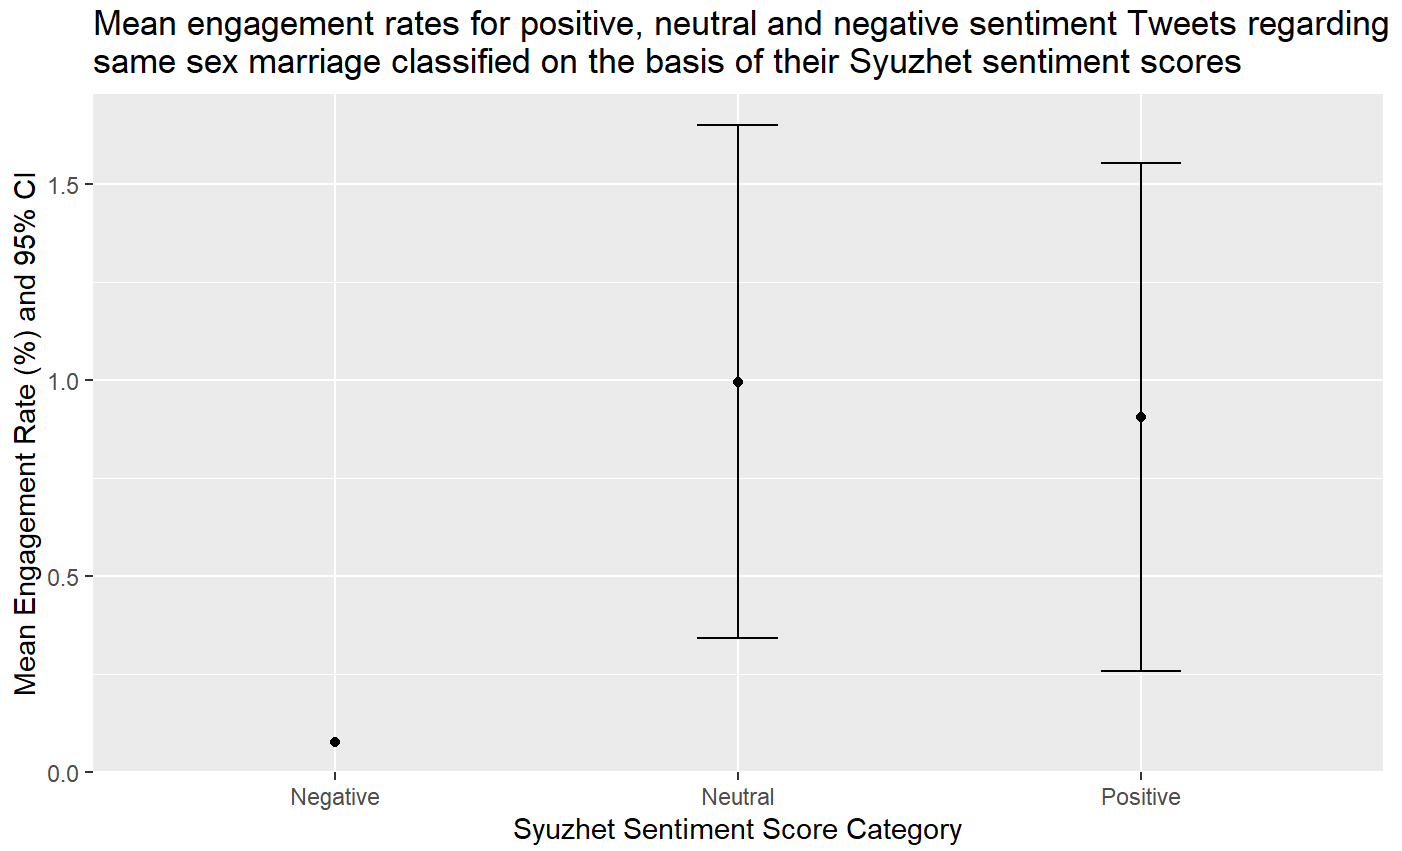 Mean engagement rates for positive, neutral and negative sentiment Tweets regarding
same sex marriage classified on the basis of their Syuzhet sentiment scores
Mean Engagement Rate (%) and 95% CI
1.5
1.0
0.5
0.0
Negative
Neutral
Positive
Syuzhet Sentiment Score Category